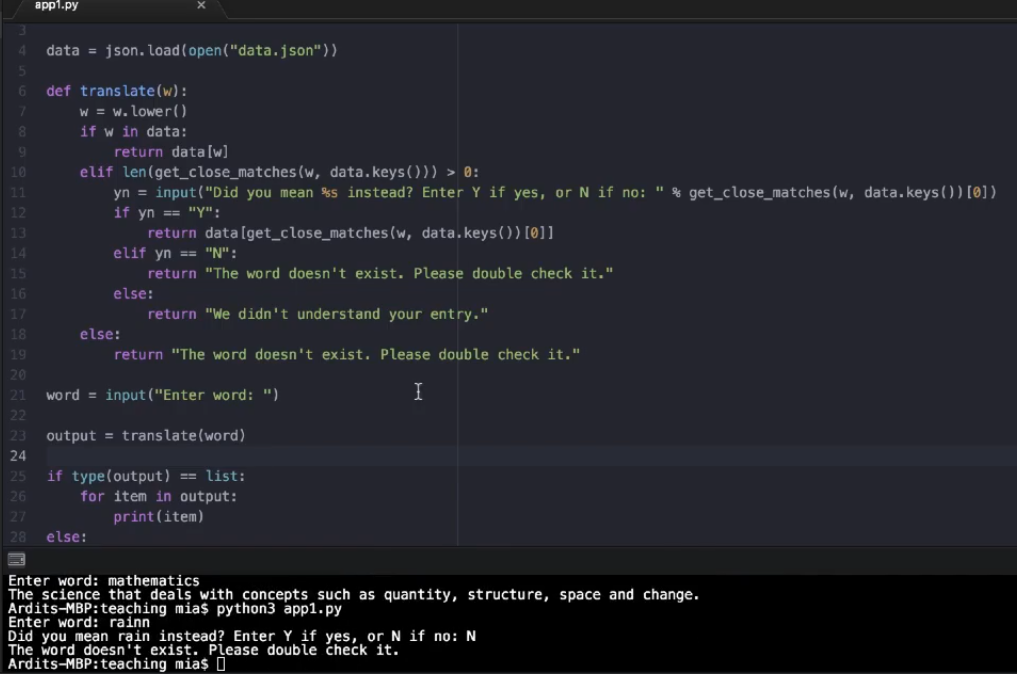 app1.py ×
3
4 data = json.load(open("data.json"))
5
6 def translate(w):
7     w = w.lower()
8     if w in data:
9         return data[w]
10     elif len(get_close_matches(w, data.keys())) > 0:
11         yn = input("Did you mean %s instead? Enter Y if yes, or N if no: " % get_close_matches(w, data.keys())[0])
12         if yn == "Y":
13             return data[get_close_matches(w, data.keys())[0]]
14         elif yn == "N":
15             return "The word doesn't exist. Please double check it."
16         else:
17             return "We didn't understand your entry."
18     else:
19         return "The word doesn't exist. Please double check it."
20
21 word = input("Enter word: ")
22
23 output = translate(word)
24
25 if type(output) == list:
26     for item in output:
27         print(item)
28 else:
Enter word: mathematics
The science that deals with concepts such as quantity, structure, space and change.
Ardits-MBP:teaching mia$ python3 app1.py
Enter word: rainn
Did you mean rain instead? Enter Y if yes, or N if no: N
The word doesn't exist. Please double check it.
Ardits-MBP:teaching mia$